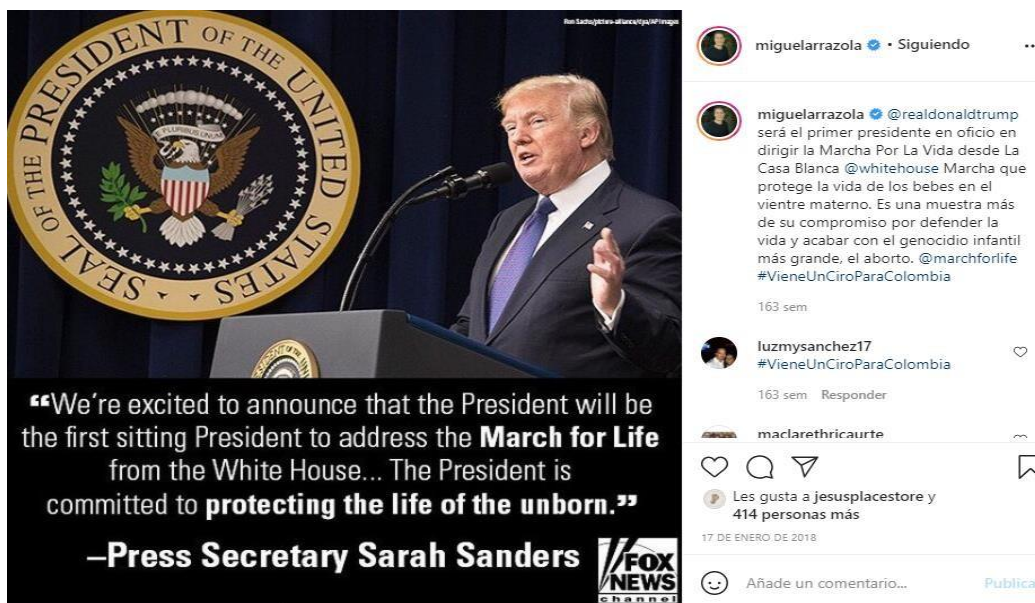 Ron Sachs/picture-alliance/dpa/AP Images
SEAL OF THE PRESIDENT OF THE UNITED STATES
E PLURIBUS UNUM
“We’re excited to announce that the President will be
the first sitting President to address the March for Life
from the White House... The President is
committed to protecting the life of the unborn.”
–Press Secretary Sarah Sanders
FOX
NEWS
channel
miguelarrazola • Siguiendo
miguelarrazola @realdonaldtrump
será el primer presidente en oficio en
dirigir la Marcha Por La Vida desde La
Casa Blanca @whitehouse Marcha que
protege la vida de los bebes en el
vientre materno. Es una muestra más
de su compromiso por defender la
vida y acabar con el genocidio infantil
más grande, el aborto. @marchforlife
#VieneUnCiroParaColombia
163 sem
luzmysanchez17
#VieneUnCiroParaColombia
163 sem Responder
maclarethricaurte
Les gusta a jesusplacestore y
414 personas más
17 DE ENERO DE 2018
Añade un comentario...
Publica